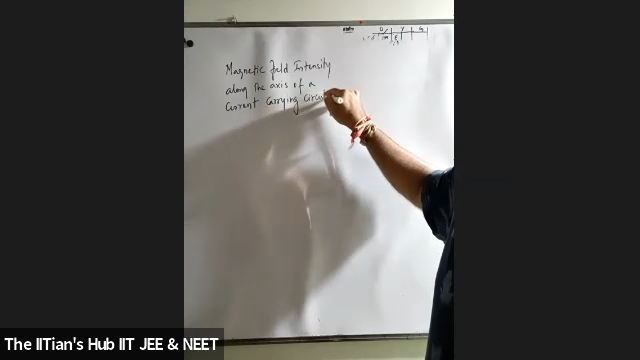 Magnetic field Intensity
along the axis of a
Current Carrying Circu
The IITian's Hub IIT JEE & NEET